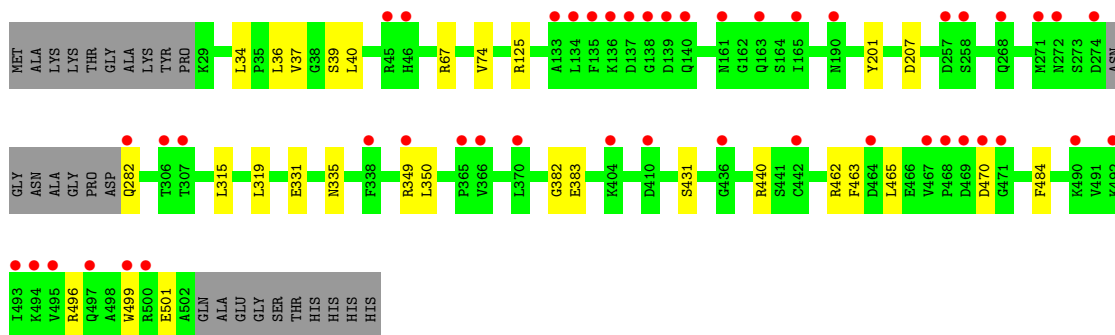 MET ALA LYS LYS THR GLY ALA LYS TYR PRO K29 L34 P35 L36 V37 G38 S39 L40 R45 H46 R67 V74 R125 A133 L134 F135 K136 D137 G138 D139 Q140 N161 G162 Q163 S164 I165 N190 Y201 D207 D257 S258 Q268 M271 N272 S273 D274 ASN
GLY ASN ALA GLY PRO ASP Q282 T306 T307 L315 L319 E331 N335 F338 R349 L350 P365 V366 L370 G382 E383 K404 D410 S431 G436 R440 S441 C442 R462 F463 D464 L465 E466 V467 P468 D469 D470 G471 F484 K490 V491 K492
I493 K494 V495 R496 Q497 A498 W499 R500 E501 A502 GLN ALA GLU GLY SER THR HIS HIS HIS HIS